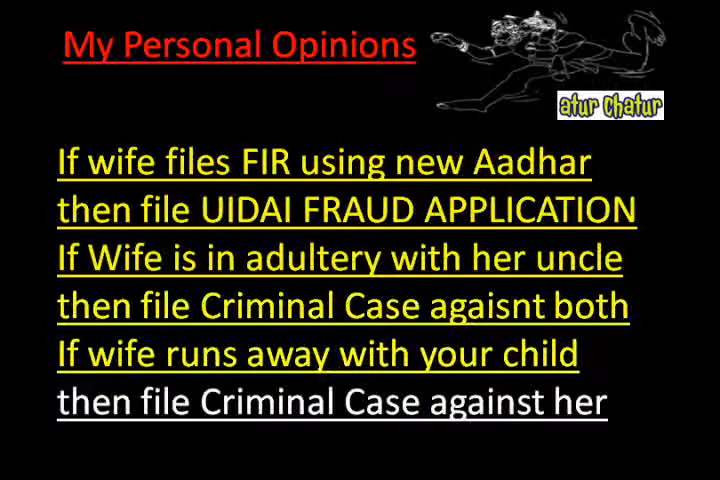 My Personal Opinions
atur Chatur
If wife files FIR using new Aadhar
then file UIDAI FRAUD APPLICATION
If Wife is in adultery with her uncle
then file Criminal Case agaisnt both
If wife runs away with your child
then file Criminal Case against her